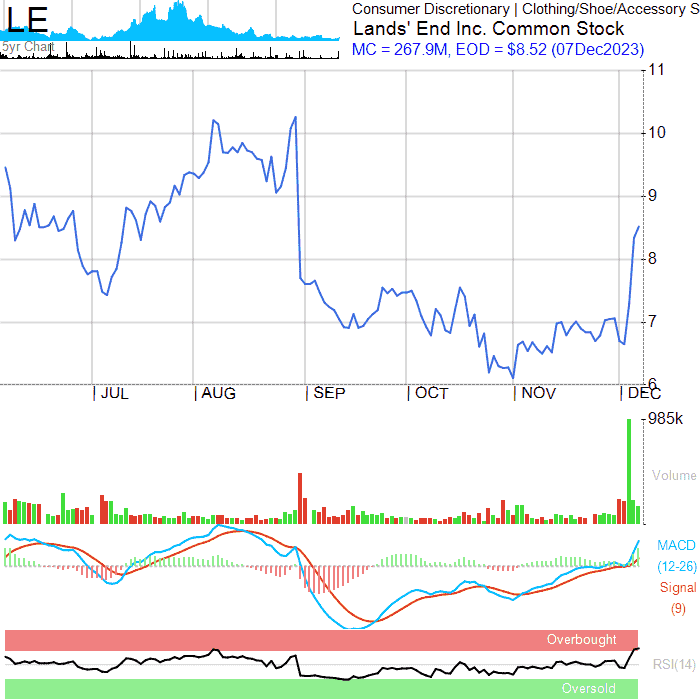 LE
5yr Chart
Consumer Discretionary | Clothing/Shoe/Accessory S
Lands' End Inc. Common Stock
MC = 267.9M, EOD = $8.52 (07Dec2023)
11
10
9
8
7
6
JUL AUG SEP OCT NOV DEC
985k
Volume
MACD
(12-26)
Signal
(9)
Overbought
RSI(14)
Oversold